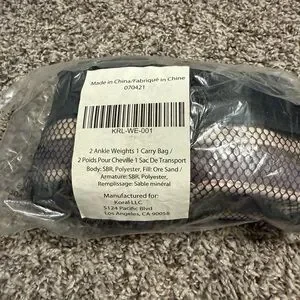 Made in China/Fabriqué in Chine
070421
KRL-WE-001
2 Ankle Weights 1 Carry Bag /
2 Poids Pour Cheville 1 Sac De Transport
Body: SBR, Polyester, Fill: Ore Sand /
Armature: SBR, Polyester,
Remplissage: Sable minéral
Manufactured for:
Koral LLC
5124 Pacific Blvd
Los Angeles, CA 90058